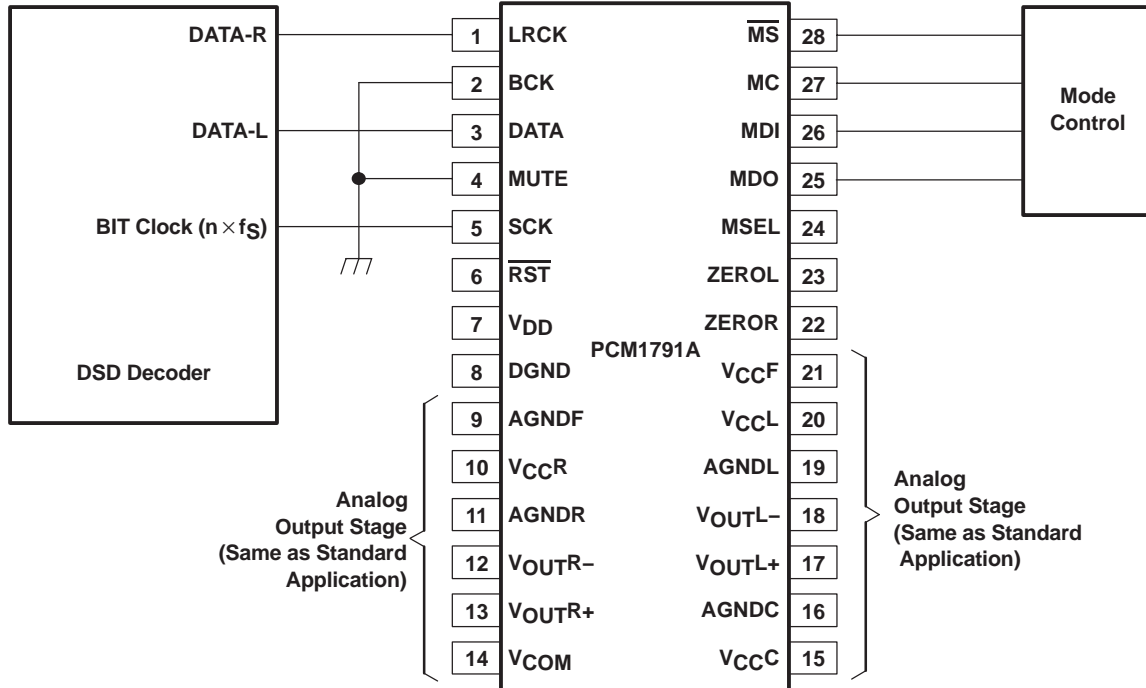 DATA-R
DATA-L
BIT Clock (n × fS)
DSD Decoder
1 LRCK
2 BCK
3 DATA
4 MUTE
5 SCK
6 R̅S̅T̅
7 VDD
8 DGND
9 AGNDF
10 VCCR
11 AGNDR
12 VOUTR–
13 VOUTR+
14 VCOM
PCM1791A
M̅S̅ 28
MC 27
MDI 26
MDO 25
MSEL 24
ZEROL 23
ZEROR 22
VCCF 21
VCCL 20
AGNDL 19
VOUTL– 18
VOUTL+ 17
AGNDC 16
VCCC 15
Mode
Control
Analog
Output Stage
(Same as Standard
Application)
Analog
Output Stage
(Same as Standard
Application)